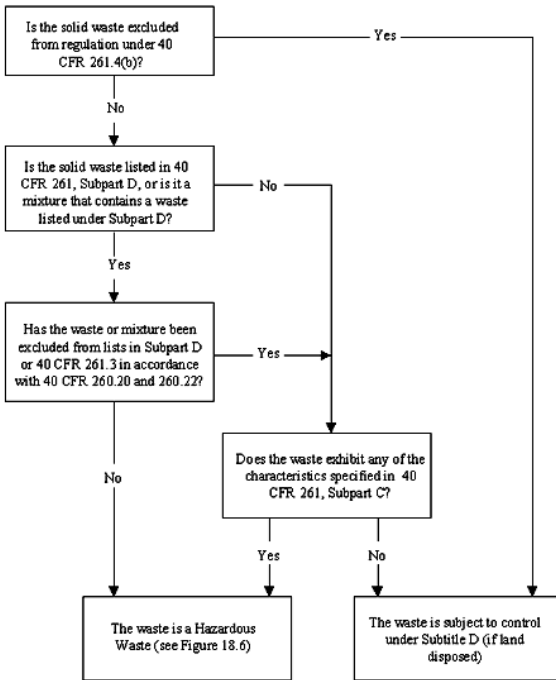 Is the solid waste excluded
from regulation under 40
CFR 261.4(b)?
Yes
No
Is the solid waste listed in 40
CFR 261, Subpart D, or is it a
mixture that contains a waste
listed under Subpart D?
No
Yes
Has the waste or mixture been
excluded from lists in Subpart D
or 40 CFR 261.3 in accordance
with 40 CFR 260.20 and 260.22?
Yes
No
Does the waste exhibit any of the
characteristics specified in 40
CFR 261, Subpart C?
Yes
No
The waste is a Hazardous
Waste (see Figure 18.6)
The waste is subject to control
under Subtitle D (if land
disposed)